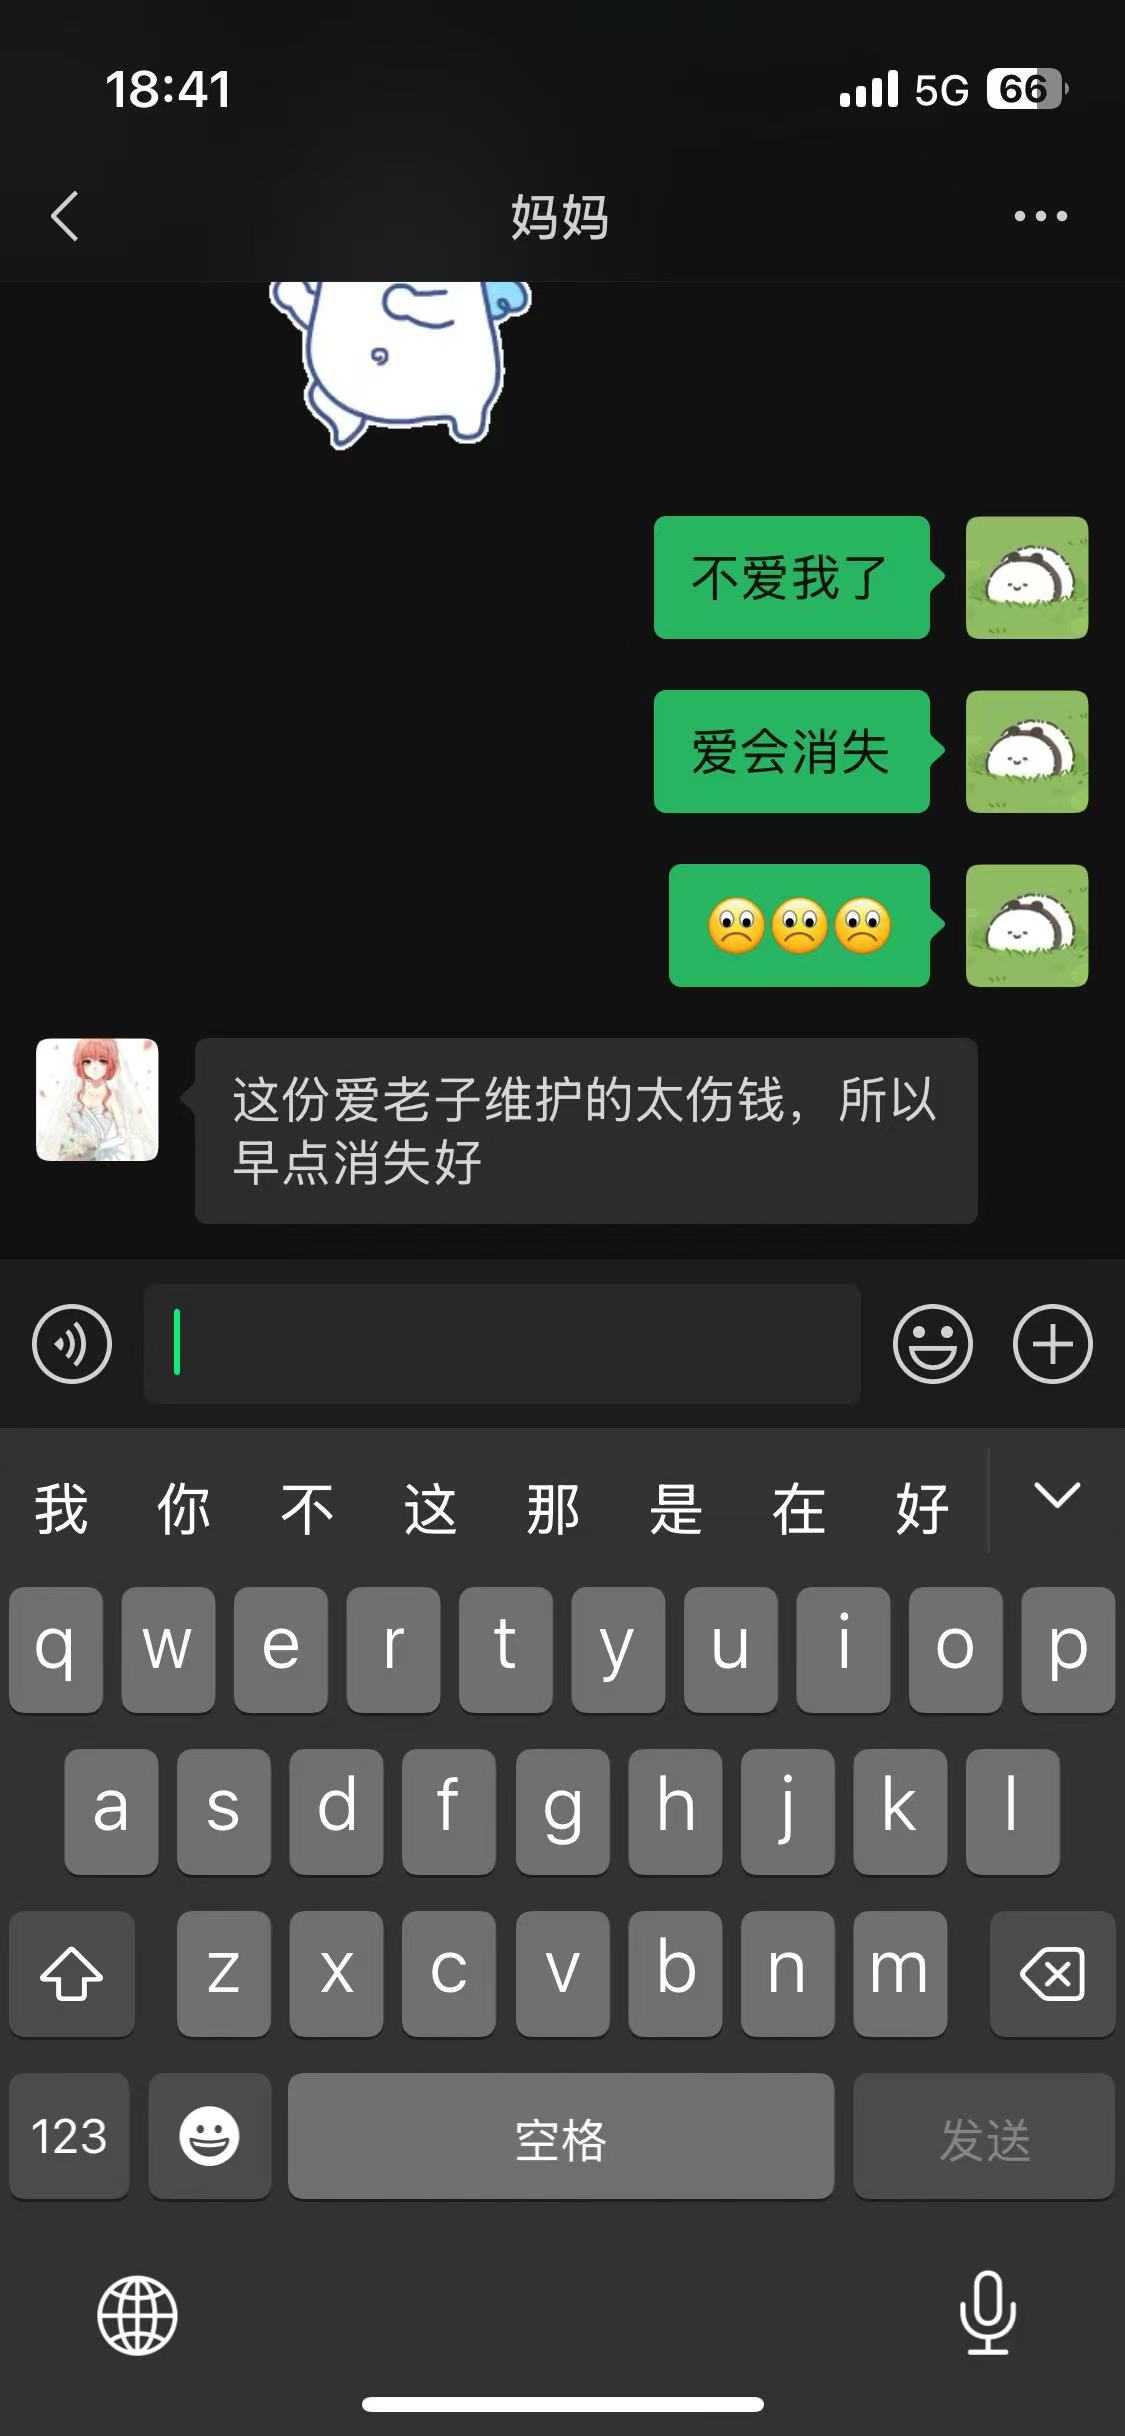 18:41
5G
66
妈妈
不爱我了
爱会消失
这份爱老子维护的太伤钱，所以
早点消失好
我 你 不 这 那 是 在 好
q w e r t y u i o p
a s d f g h j k l
z x c v b n m
123
空格
发送